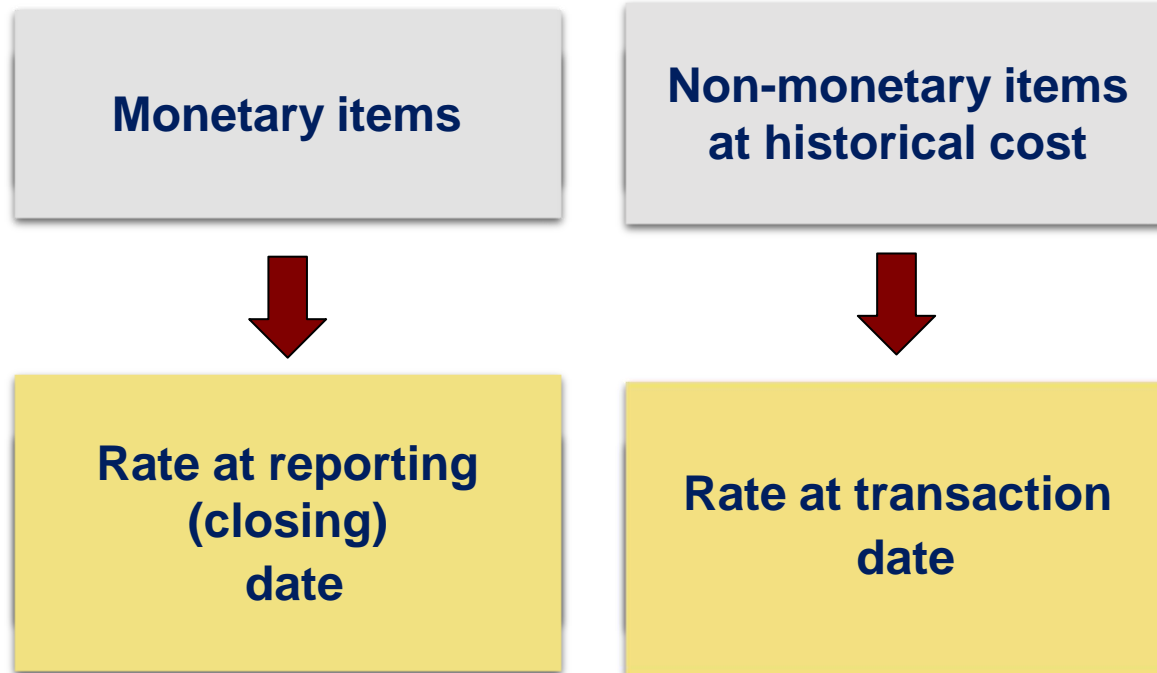 Monetary items
Non-monetary items
at historical cost
Rate at reporting
(closing)
date
Rate at transaction
date